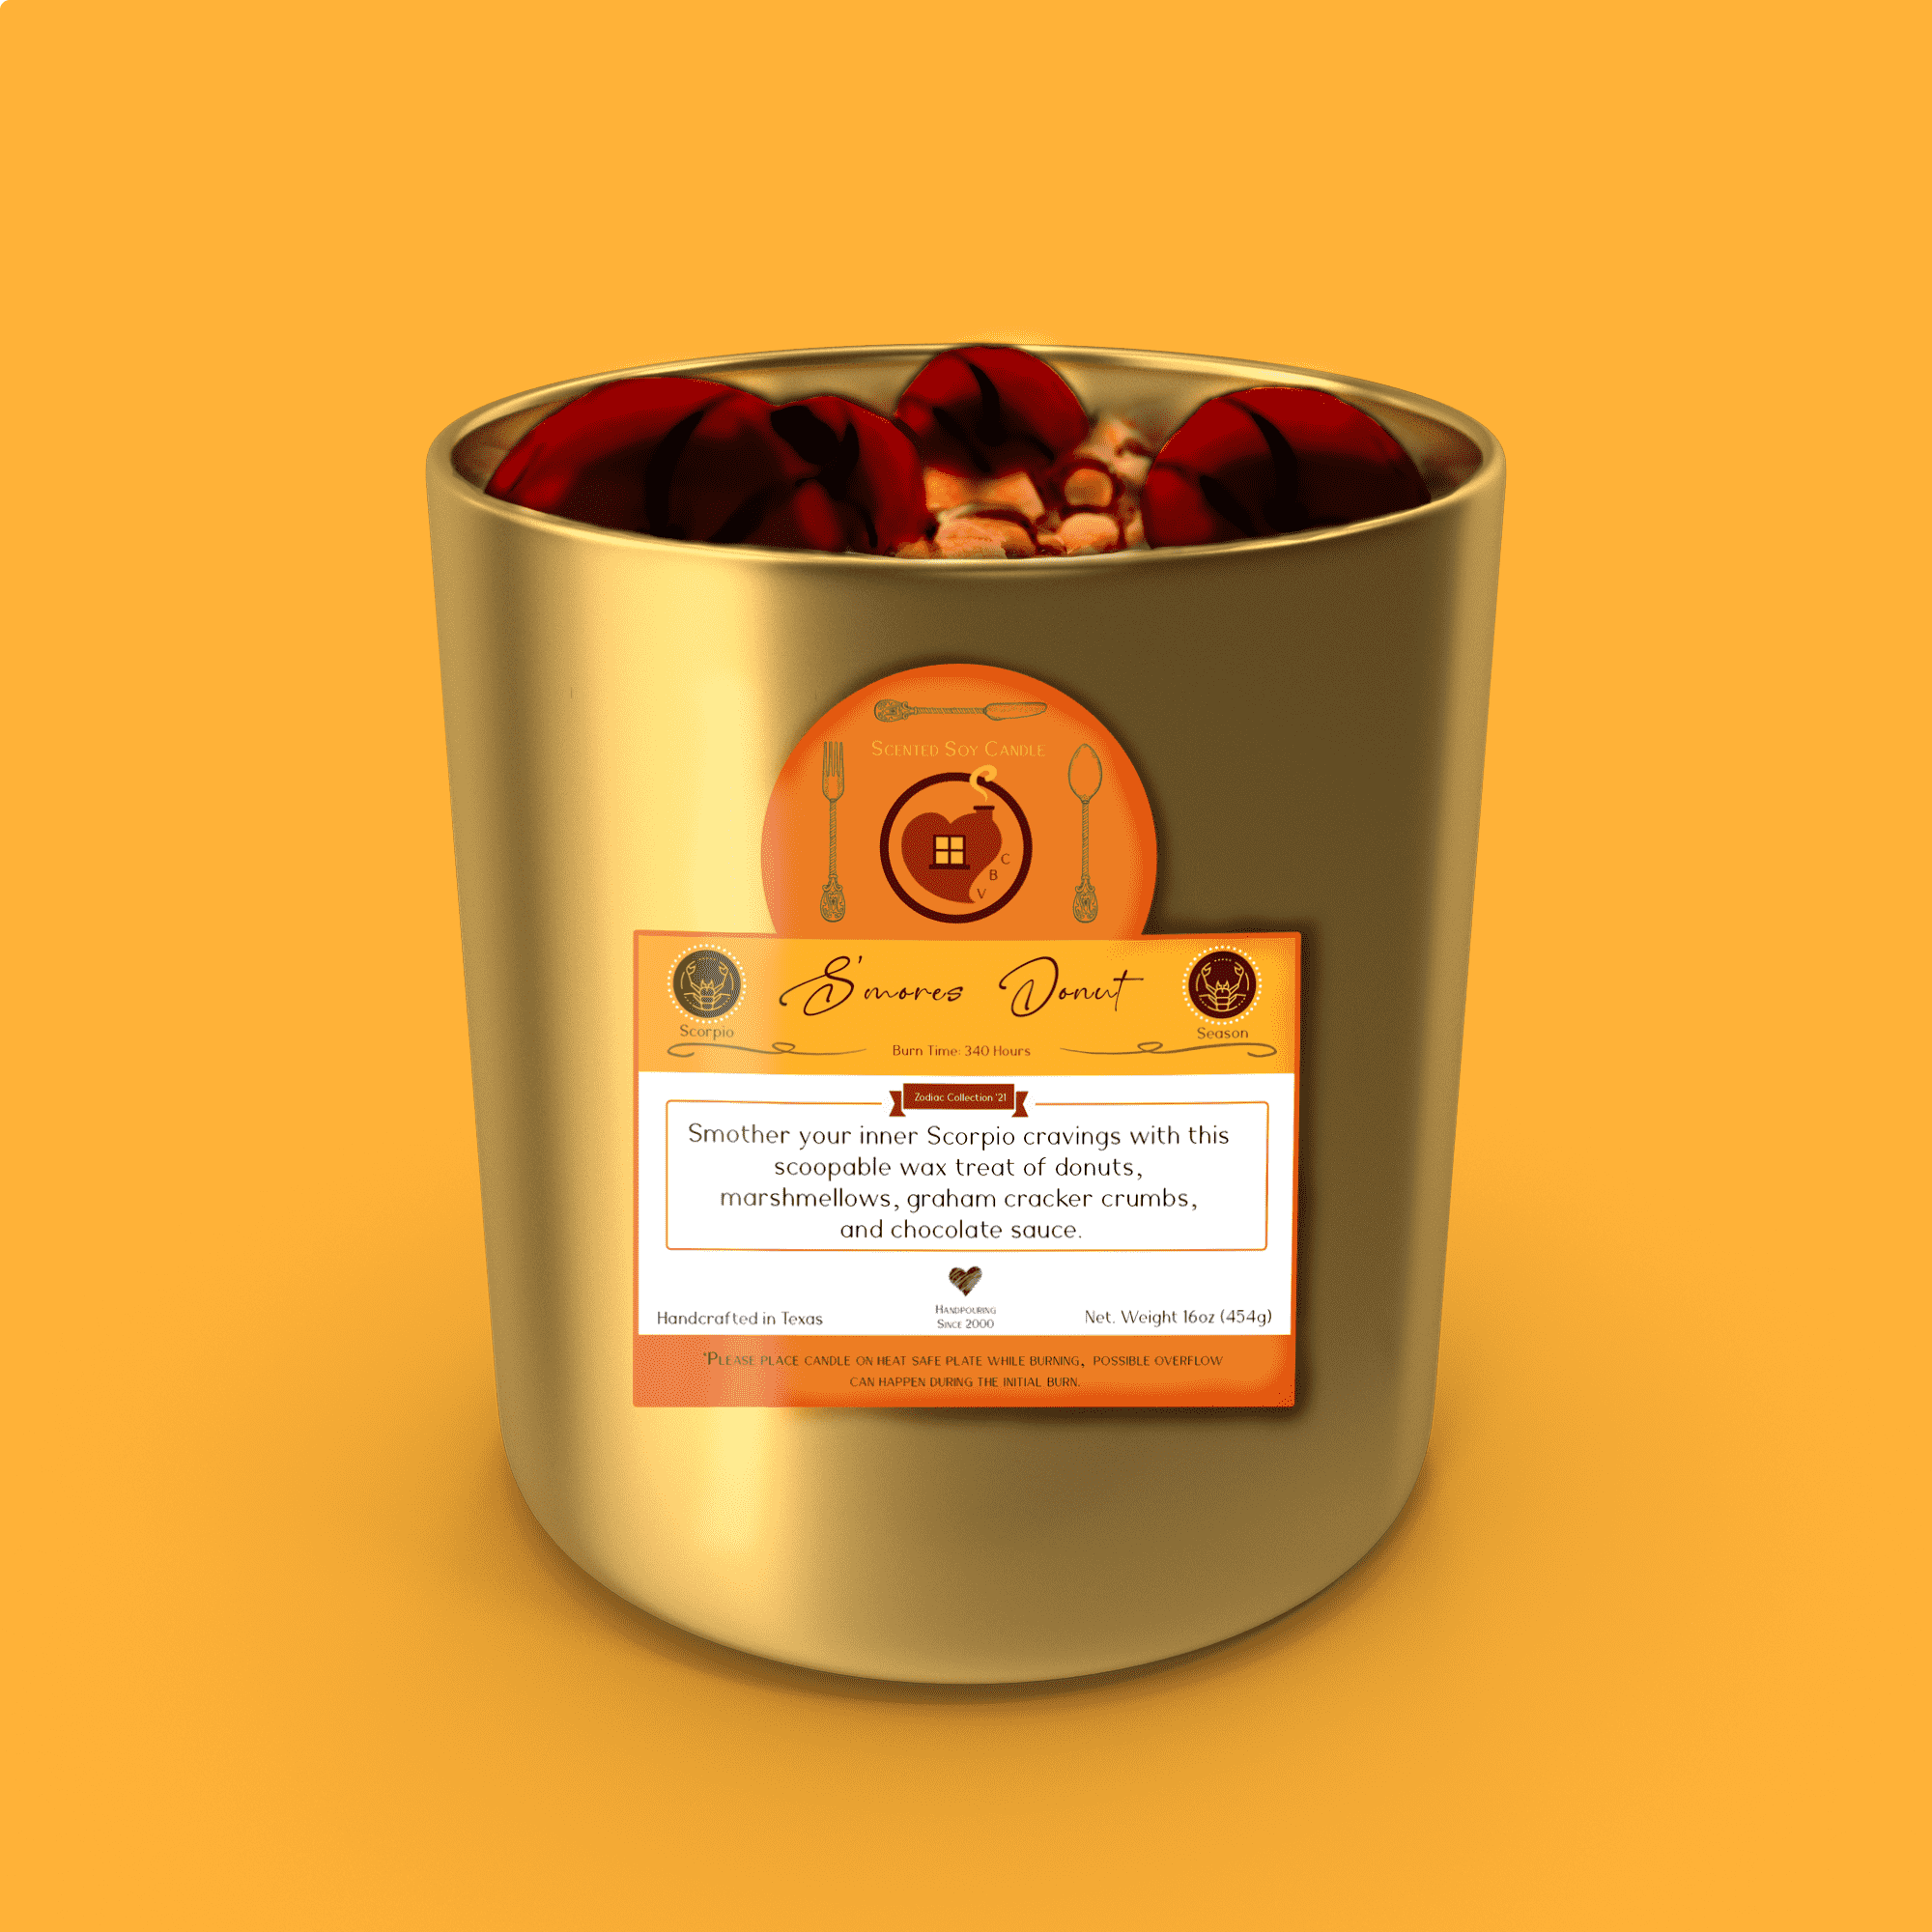 Scented Soy Candle
C
B
V
S'mores Donut
Scorpio
Season
Burn Time: 340 Hours
Zodiac Collection '21
Smother your inner Scorpio cravings with this
scoopable wax treat of donuts,
marshmellows, graham cracker crumbs,
and chocolate sauce.
Handpouring
Since 2000
Handcrafted in Texas
Net. Weight 16oz (454g)
*Please place candle on heat safe plate while burning, possible overflow
can happen during the initial burn.